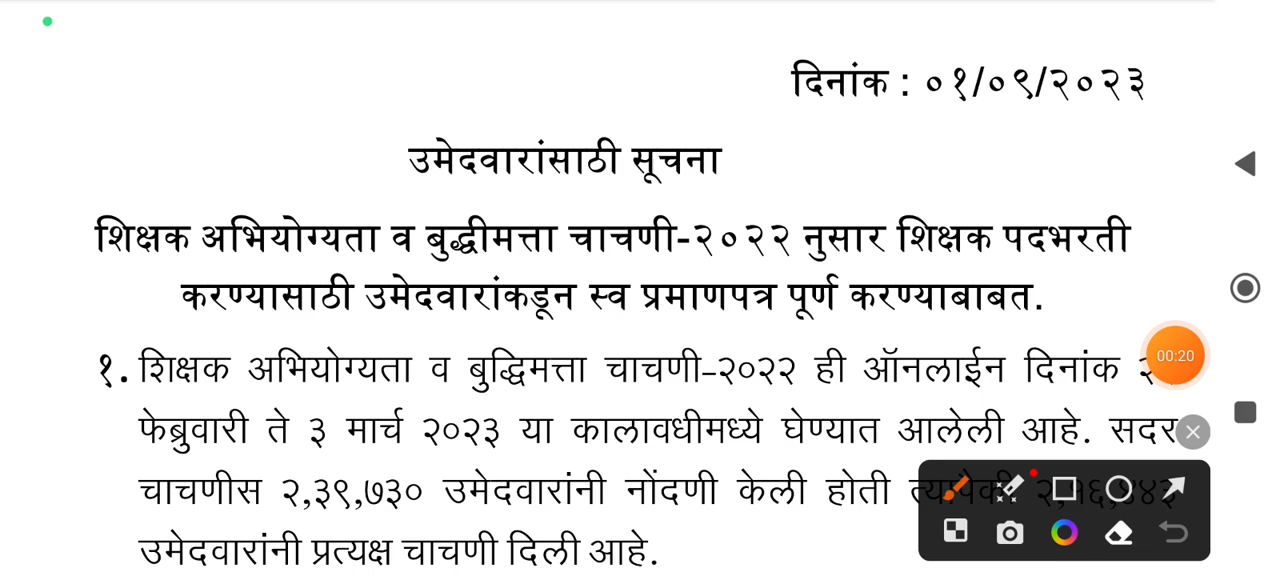 दिनांक : ०१/०९/२०२३
उमेदवारांसाठी सूचना
शिक्षक अभियोग्यता व बुद्धीमत्ता चाचणी-२०२२ नुसार शिक्षक पदभरती
करण्यासाठी उमेदवारांकडून स्व प्रमाणपत्र पूर्ण करण्याबाबत.
१. शिक्षक अभियोग्यता व बुद्धिमत्ता चाचणी-२०२२ ही ऑनलाईन दिनांक
00:20
फेब्रुवारी ते ३ मार्च २०२३ या कालावधीमध्ये घेण्यात आलेली आहे. सदर
चाचणीस २,३९,७३० उमेदवारांनी नोंदणी केली होती त्यापैकी
उमेदवारांनी प्रत्यक्ष चाचणी दिली आहे.